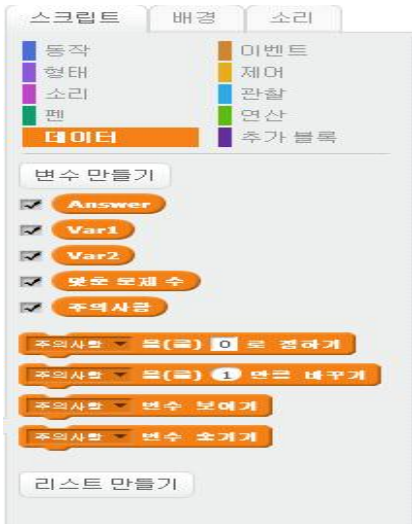 스크립트 배경 소리
동작 이벤트
형태 제어
소리 관찰
펜 연산
데이터 추가 블록
변수 만들기
Answer
Var1
Var2
맞춘 문제 수
주의사항
주의사항 을(를) 0 로 정하기
주의사항 을(를) 1 만큼 바꾸기
주의사항 변수 보이기
주의사항 변수 숨기기
리스트 만들기